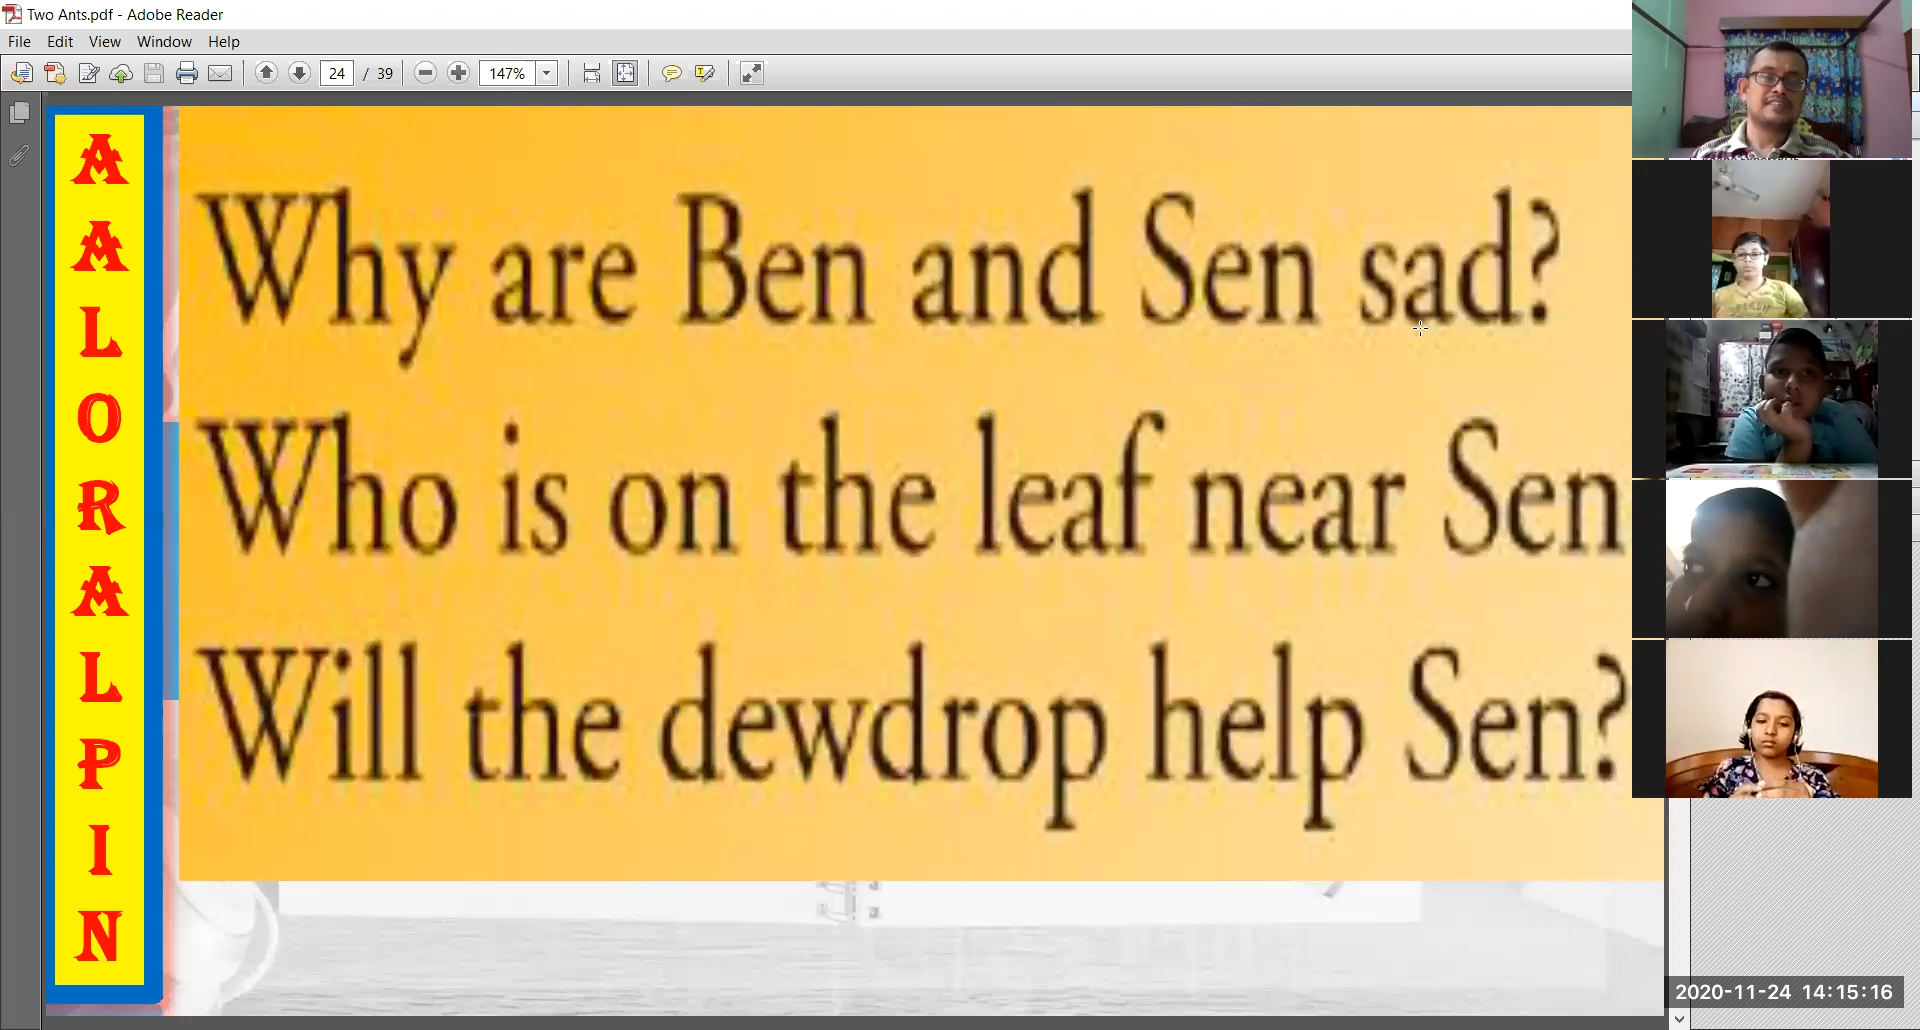 Two Ants.pdf - Adobe Reader
File Edit View Window Help
24 / 39 147%
A
A
L
O
R
A
L
P
I
N
Why are Ben and Sen sad?
Who is on the leaf near Sen
Will the dewdrop help Sen?
2020-11-24 14:15:16